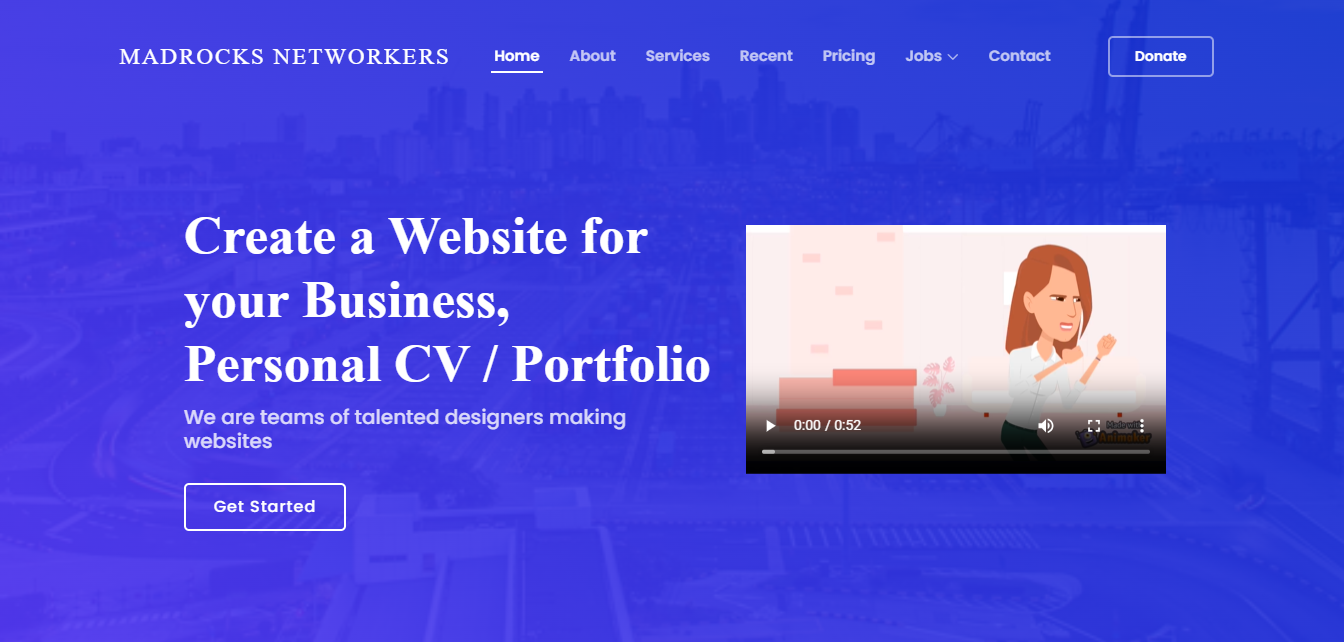 MADROCKS NETWORKERS
Home About Services Recent Pricing Jobs Contact
Donate
Create a Website for
your Business,
Personal CV / Portfolio
We are teams of talented designers making
websites
Get Started
0:00 / 0:52
Made with
Animaker